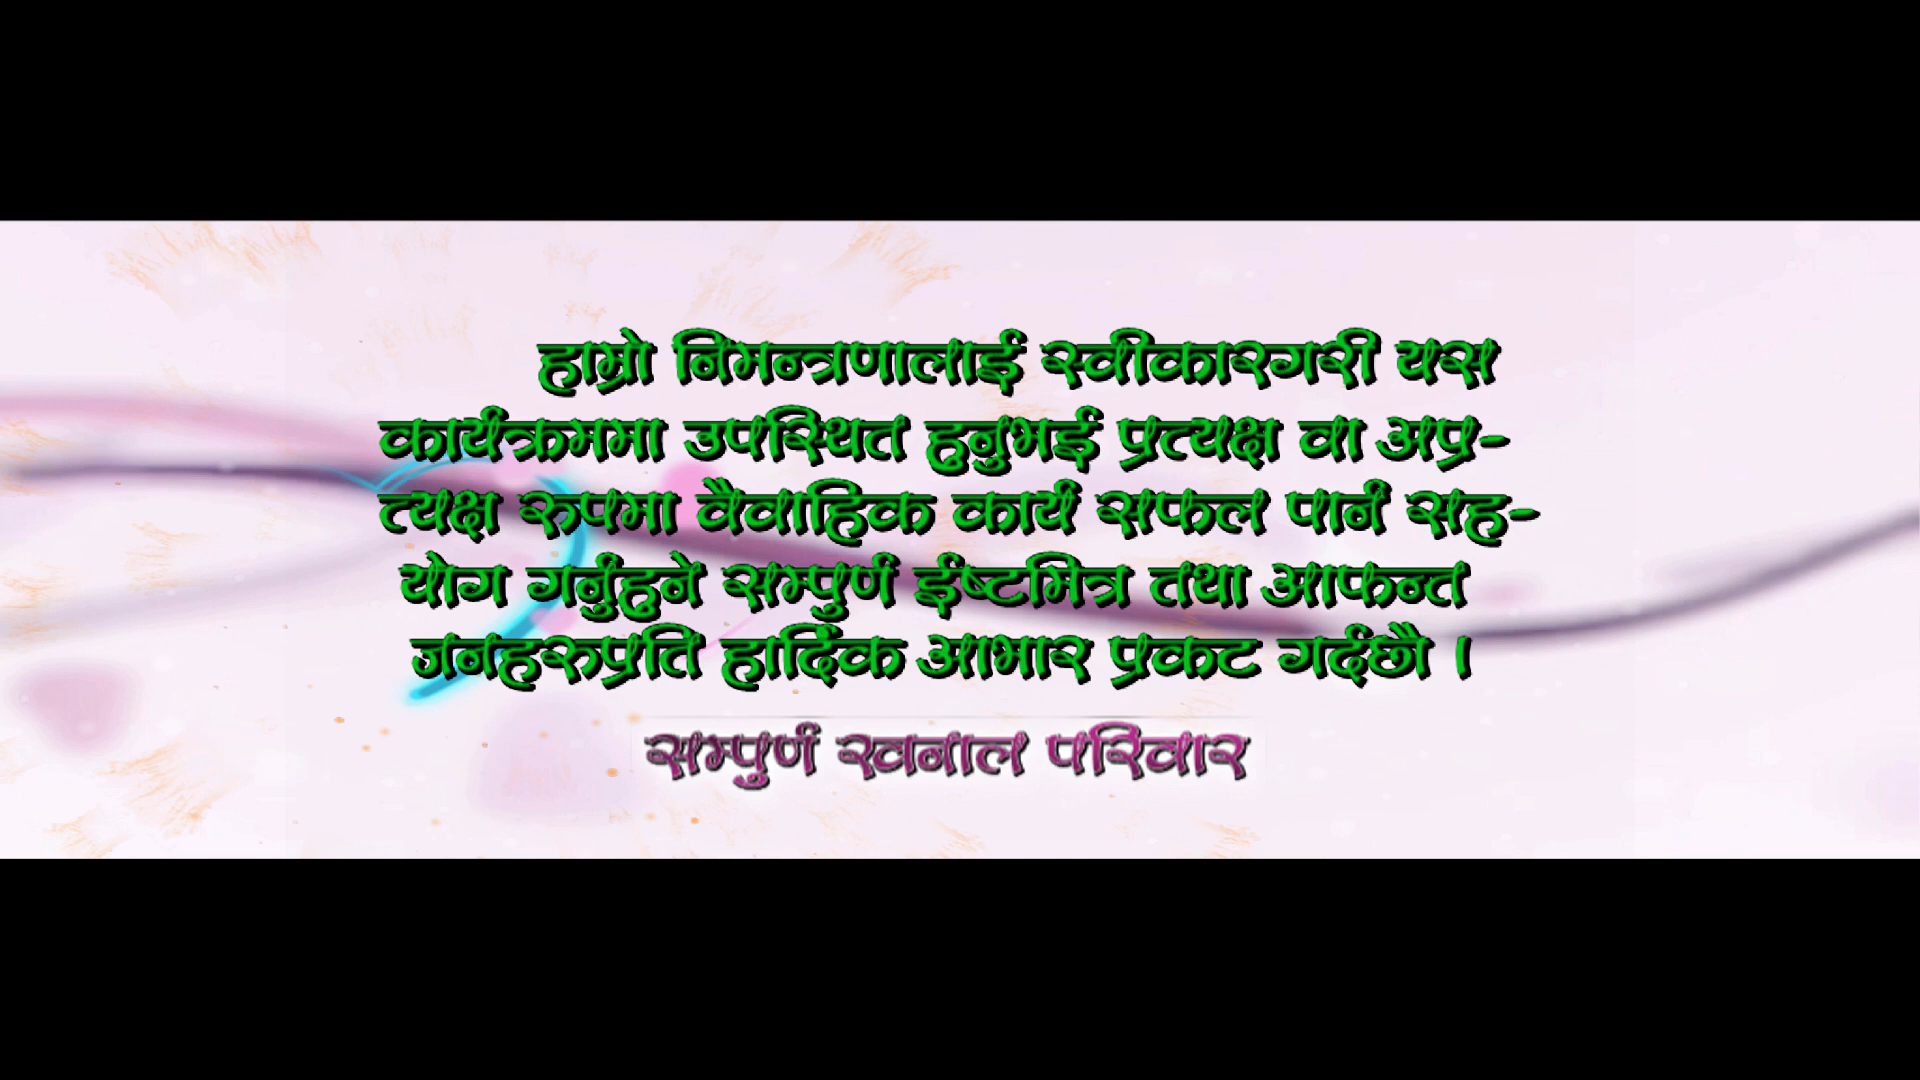 हाम्रो निमन्त्रणालाई स्वीकारगरी यस
कार्यक्रममा उपस्थित हुनुभई प्रत्यक्ष वा अप्र-
त्यक्ष रुपमा वैवाहिक कार्य सफल पार्न सह-
योग गर्नुहुने सम्पुर्ण ईष्टमित्र तथा आफन्त
जनहरुप्रति हार्दिक आभार प्रकट गर्दछौ ।
सम्पुर्ण खनाल परिवार